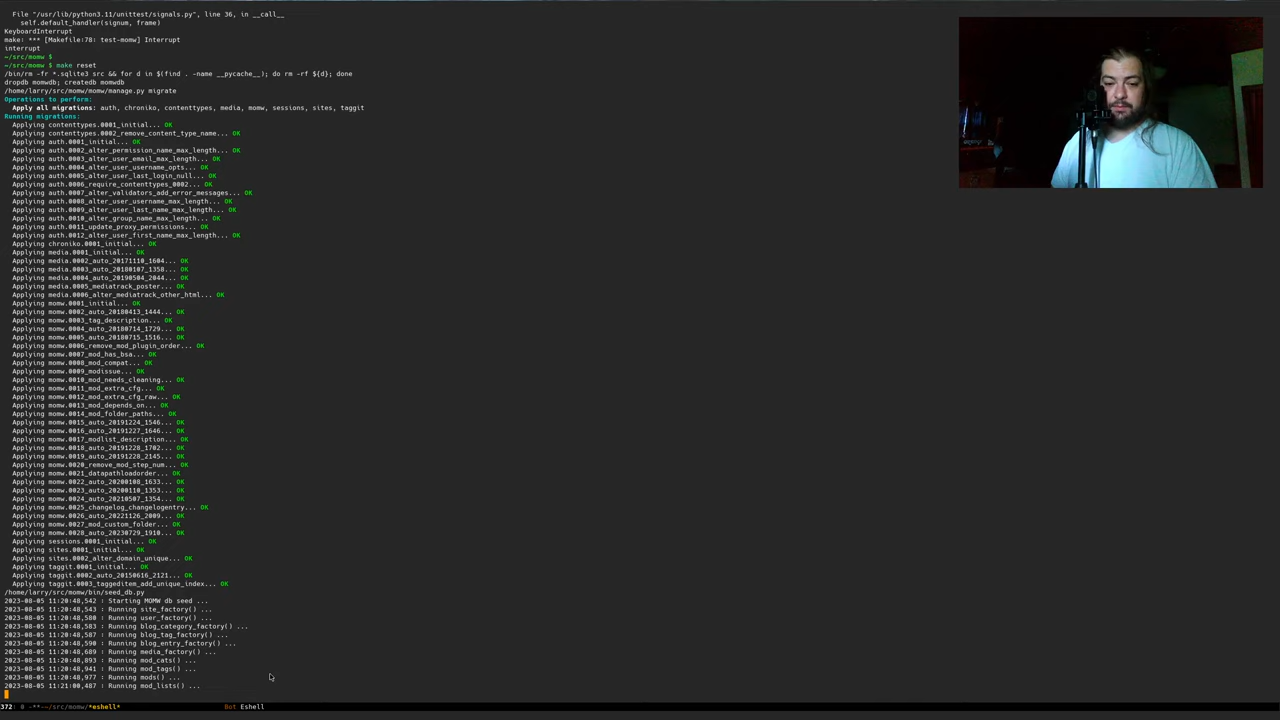 File "/usr/lib/python3.11/unittest/signals.py", line 36, in __call__
self.default_handler(signum, frame)
KeyboardInterrupt
make: *** [Makefile:78: test-momw] Interrupt
interrupt
~/src/momw $
~/src/momw $ make reset
/bin/rm -fr *.sqlite3 src && for d in $(find . -name __pycache__); do rm -rf ${d}; done
dropdb momwdb; createdb momwdb
/home/larry/src/momw/momw/manage.py migrate
Operations to perform:
Apply all migrations: auth, chroniko, contenttypes, media, momw, sessions, sites, taggit
Running migrations:
Applying contenttypes.0001_initial... OK
Applying contenttypes.0002_remove_content_type_name... OK
Applying auth.0001_initial... OK
Applying auth.0002_alter_permission_name_max_length... OK
Applying auth.0003_alter_user_email_max_length... OK
Applying auth.0004_alter_user_username_opts... OK
Applying auth.0005_alter_user_last_login_null... OK
Applying auth.0006_require_contenttypes_0002... OK
Applying auth.0007_alter_validators_add_error_messages... OK
Applying auth.0008_alter_user_username_max_length... OK
Applying auth.0009_alter_user_last_name_max_length... OK
Applying auth.0010_alter_group_name_max_length... OK
Applying auth.0011_update_proxy_permissions... OK
Applying auth.0012_alter_user_first_name_max_length... OK
Applying chroniko.0001_initial... OK
Applying media.0001_initial... OK
Applying media.0002_auto_20171110_1604... OK
Applying media.0003_auto_20180107_1358... OK
Applying media.0004_auto_20190504_2044... OK
Applying media.0005_mediatrack_poster... OK
Applying media.0006_alter_mediatrack_other_html... OK
Applying momw.0001_initial... OK
Applying momw.0002_auto_20180413_1444... OK
Applying momw.0003_tag_description... OK
Applying momw.0004_auto_20180714_1729... OK
Applying momw.0005_auto_20180715_1516... OK
Applying momw.0006_remove_mod_plugin_order... OK
Applying momw.0007_mod_has_bsa... OK
Applying momw.0008_mod_compat... OK
Applying momw.0009_modissue... OK
Applying momw.0010_mod_needs_cleaning... OK
Applying momw.0011_mod_extra_cfg... OK
Applying momw.0012_mod_extra_cfg_raw... OK
Applying momw.0013_mod_depends_on... OK
Applying momw.0014_mod_folder_paths... OK
Applying momw.0015_auto_20191224_1546... OK
Applying momw.0016_auto_20191227_1646... OK
Applying momw.0017_modlist_description... OK
Applying momw.0018_auto_20191228_1702... OK
Applying momw.0019_auto_20191228_2145... OK
Applying momw.0020_remove_mod_step_num... OK
Applying momw.0021_datapathloadorder... OK
Applying momw.0022_auto_20200108_1633... OK
Applying momw.0023_auto_20200110_1353... OK
Applying momw.0024_auto_20210507_1354... OK
Applying momw.0025_changelog_changelogentry... OK
Applying momw.0026_auto_20221126_2009... OK
Applying momw.0027_mod_custom_folder... OK
Applying momw.0028_auto_20230729_1910... OK
Applying sessions.0001_initial... OK
Applying sites.0001_initial... OK
Applying sites.0002_alter_domain_unique... OK
Applying taggit.0001_initial... OK
Applying taggit.0002_auto_20150616_2121... OK
Applying taggit.0003_taggeditem_add_unique_index... OK
/home/larry/src/momw/bin/seed_db.py
2023-08-05 11:20:48,542 : Starting MOMW db seed ...
2023-08-05 11:20:48,543 : Running site_factory() ...
2023-08-05 11:20:48,580 : Running user_factory() ...
2023-08-05 11:20:48,583 : Running blog_category_factory() ...
2023-08-05 11:20:48,587 : Running blog_tag_factory() ...
2023-08-05 11:20:48,590 : Running blog_entry_factory() ...
2023-08-05 11:20:48,689 : Running media_factory() ...
2023-08-05 11:20:48,893 : Running mod_cats() ...
2023-08-05 11:20:48,941 : Running mod_tags() ...
2023-08-05 11:20:48,977 : Running mods() ...
2023-08-05 11:21:00,487 : Running mod_lists() ...
372: 0 -**-~/src/momw/*eshell* Bot Eshell